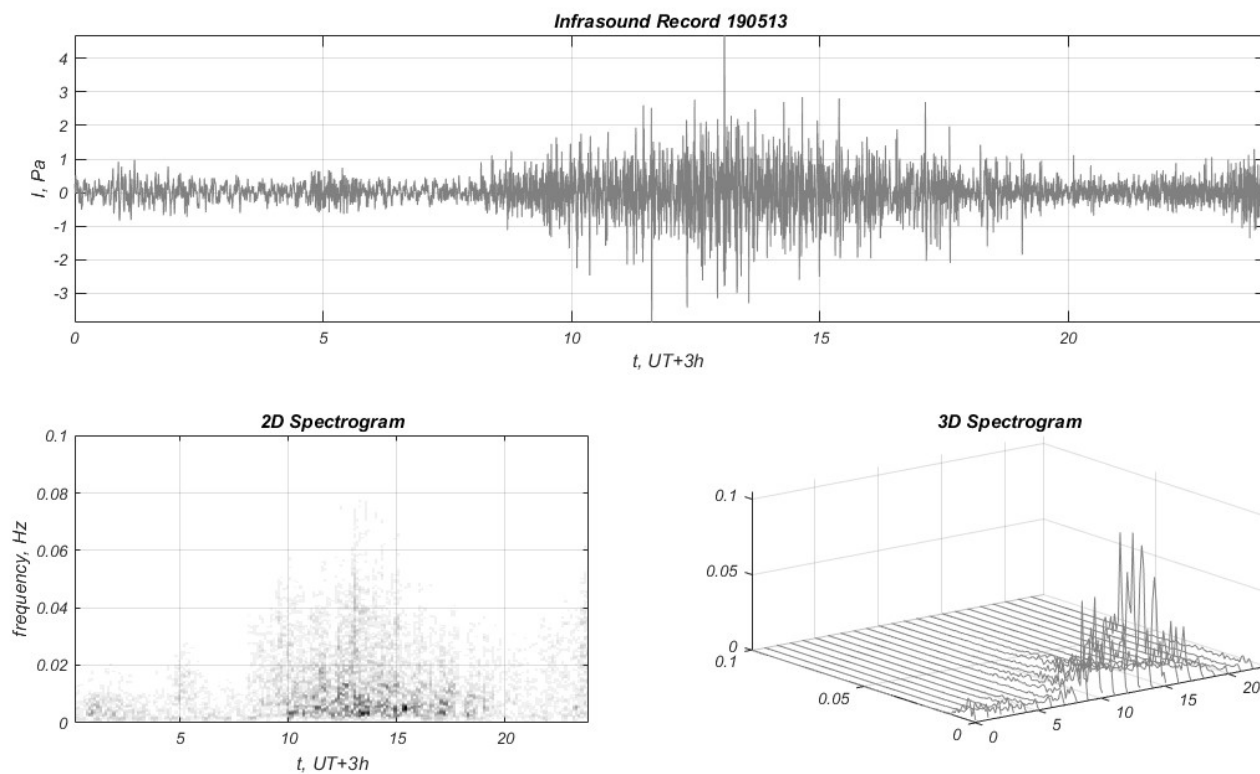 Infrasound Record 190513
4
3
2
1
0
-1
-2
-3
I, Pa
0 5 10 15 20
t, UT+3h
2D Spectrogram
0.1
0.08
0.06
0.04
0.02
0
frequency, Hz
5 10 15 20
t, UT+3h
3D Spectrogram
0.1
0.05
0
0.1
0.05
0
0 5 10 15 20